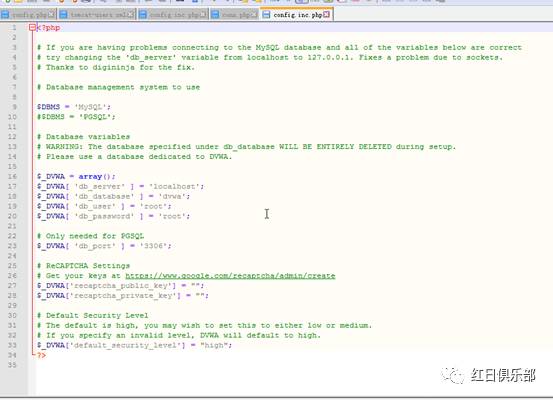 config.php
tomcat-users.xml
config.inc.php
conn.php
config.inc.php
1 <?php
2
3 # If you are having problems connecting to the MySQL database and all of the variables below are correct
4 # try changing the 'db_server' variable from localhost to 127.0.0.1. Fixes a problem due to sockets.
5 # Thanks to digininja for the fix.
6
7 # Database management system to use
8
9 $DBMS = 'MySQL';
10 #$DBMS = 'PGSQL';
11
12 # Database variables
13 # WARNING: The database specified under db_database WILL BE ENTIRELY DELETED during setup.
14 # Please use a database dedicated to DVWA.
15
16 $_DVWA = array();
17 $_DVWA[ 'db_server' ] = 'localhost';
18 $_DVWA[ 'db_database' ] = 'dvwa';
19 $_DVWA[ 'db_user' ] = 'root';
20 $_DVWA[ 'db_password' ] = 'root';
21
22 # Only needed for PGSQL
23 $_DVWA[ 'db_port' ] = '3306';
24
25 # ReCAPTCHA Settings
26 # Get your keys at https://www.google.com/recaptcha/admin/create
27 $_DVWA['recaptcha_public_key'] = "";
28 $_DVWA['recaptcha_private_key'] = "";
29
30 # Default Security Level
31 # The default is high, you may wish to set this to either low or medium.
32 # If you specify an invalid level, DVWA will default to high.
33 $_DVWA['default_security_level'] = "high";
34 ?>
35
红日俱乐部